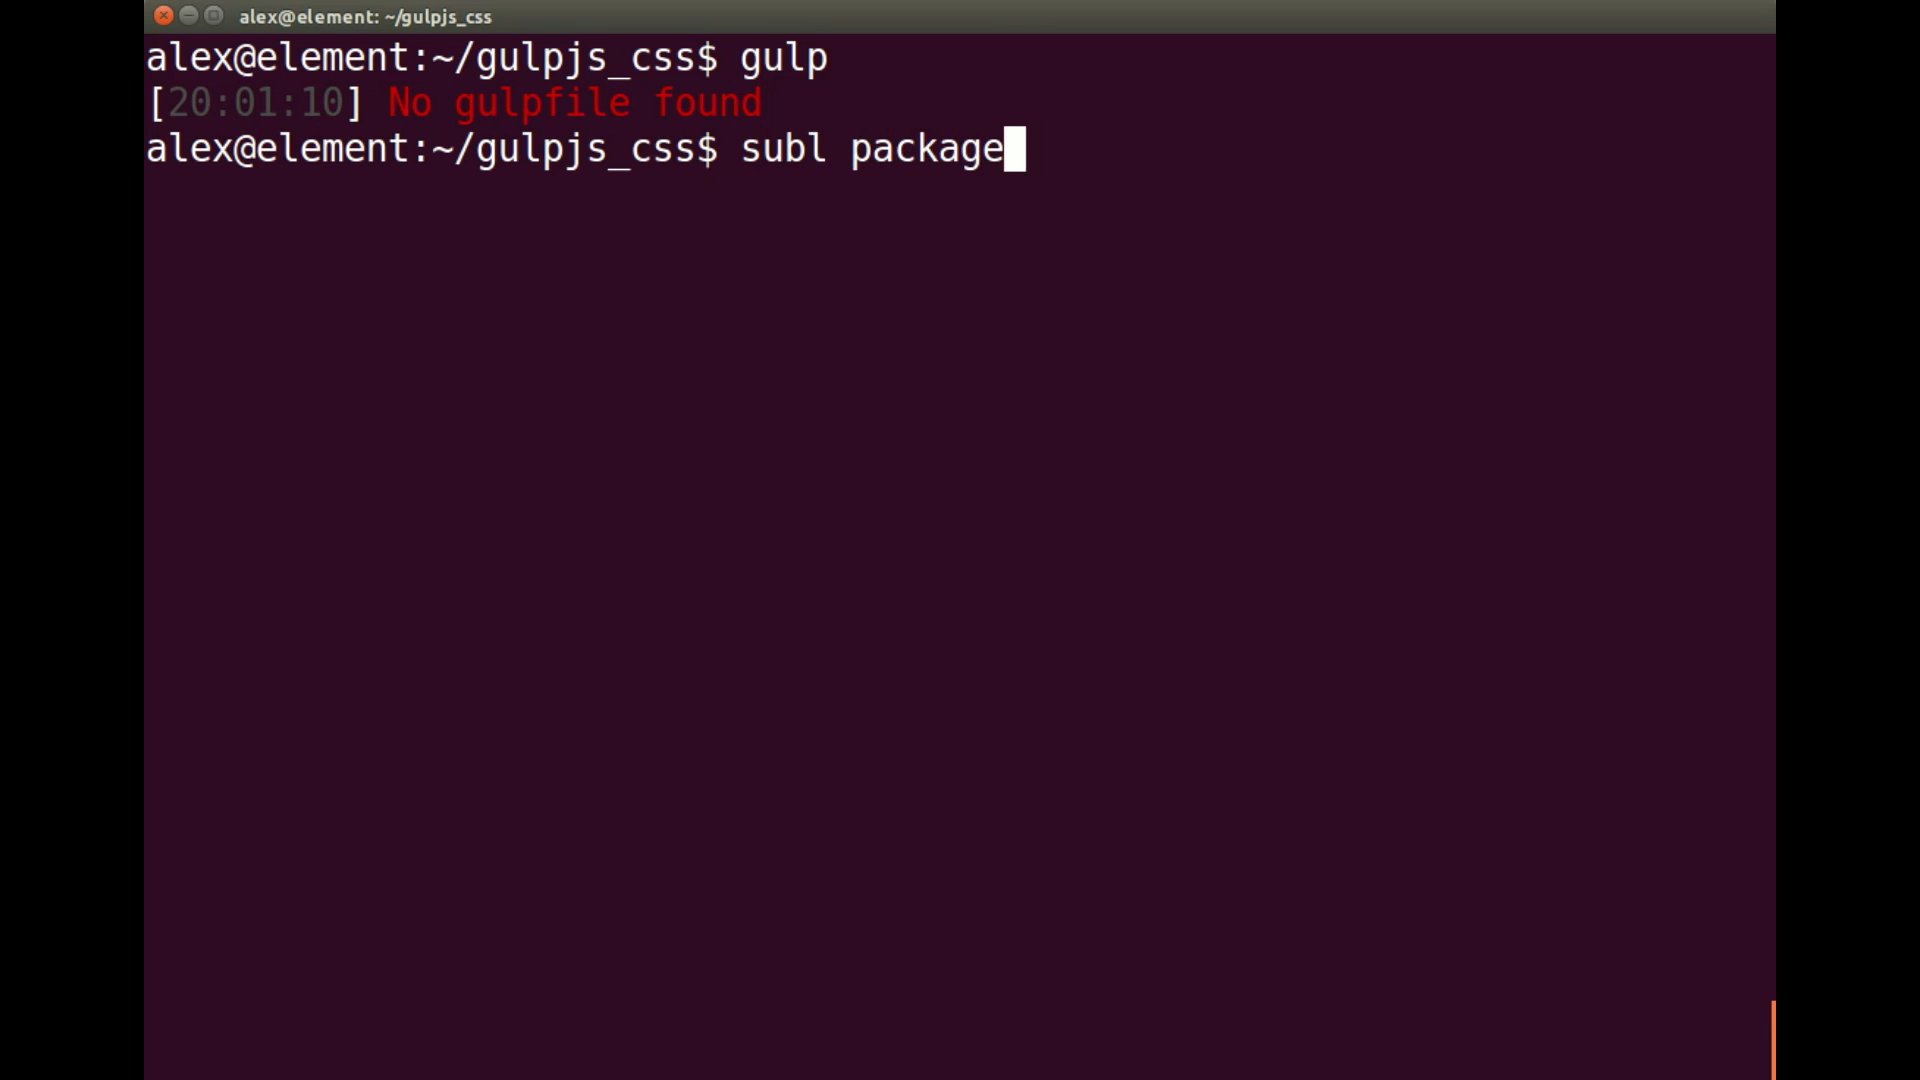 alex@element: ~/gulpjs_css
alex@element:~/gulpjs_css$ gulp
[20:01:10] No gulpfile found
alex@element:~/gulpjs_css$ subl package